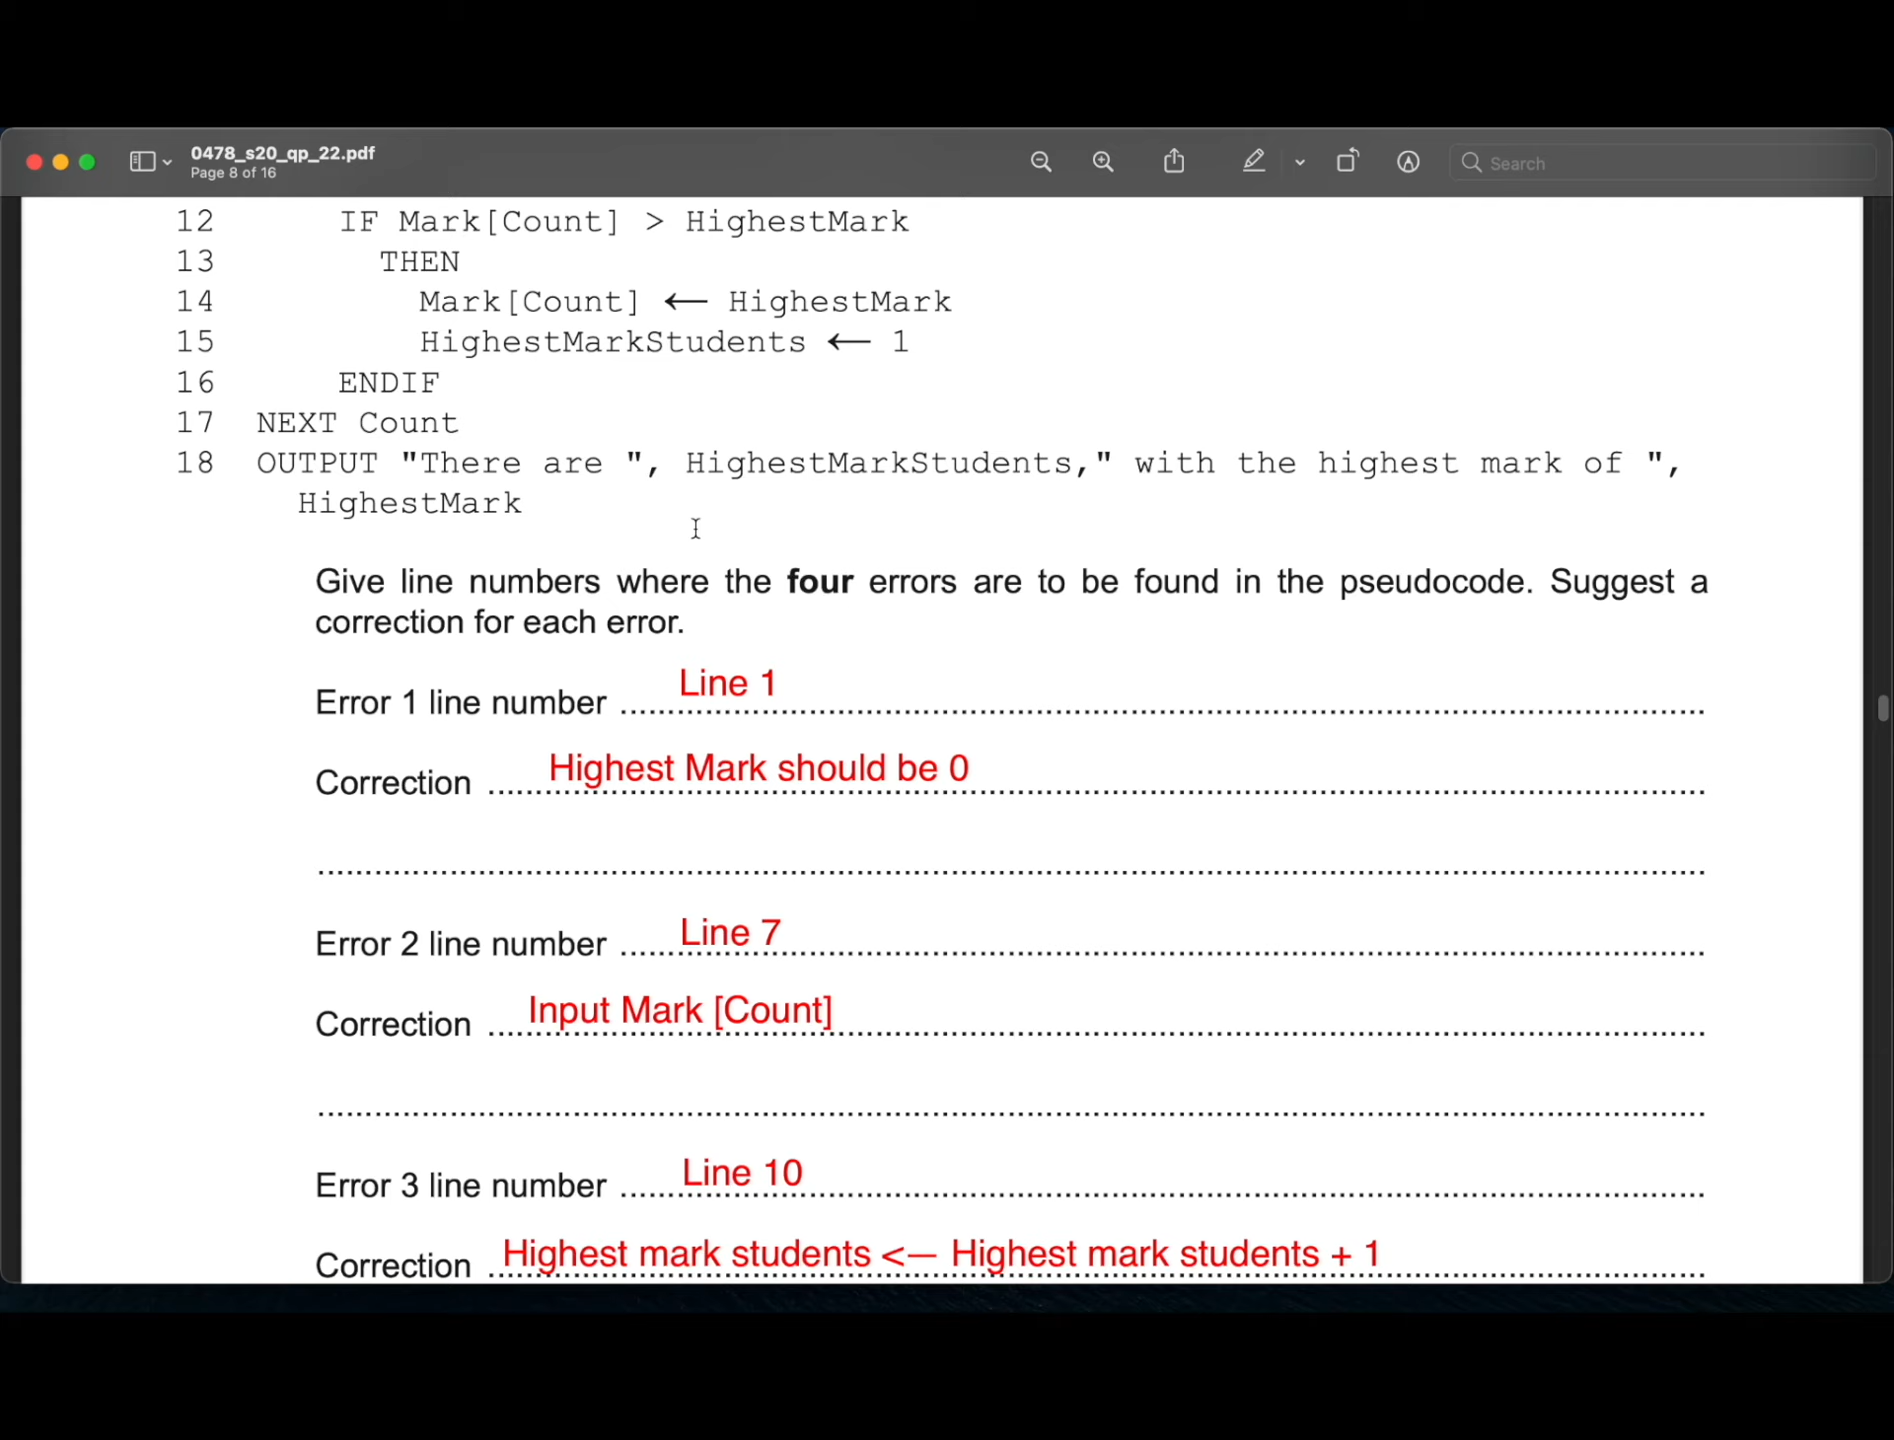 0478_s20_qp_22.pdf
Page 8 of 16
Search
12 IF Mark[Count] > HighestMark
13 THEN
14 Mark[Count] ← HighestMark
15 HighestMarkStudents ← 1
16 ENDIF
17 NEXT Count
18 OUTPUT "There are ", HighestMarkStudents," with the highest mark of ",
HighestMark
Give line numbers where the four errors are to be found in the pseudocode. Suggest a
correction for each error.
Error 1 line number Line 1
Correction Highest Mark should be 0
Error 2 line number Line 7
Correction Input Mark [Count]
Error 3 line number Line 10
Correction Highest mark students <— Highest mark students + 1